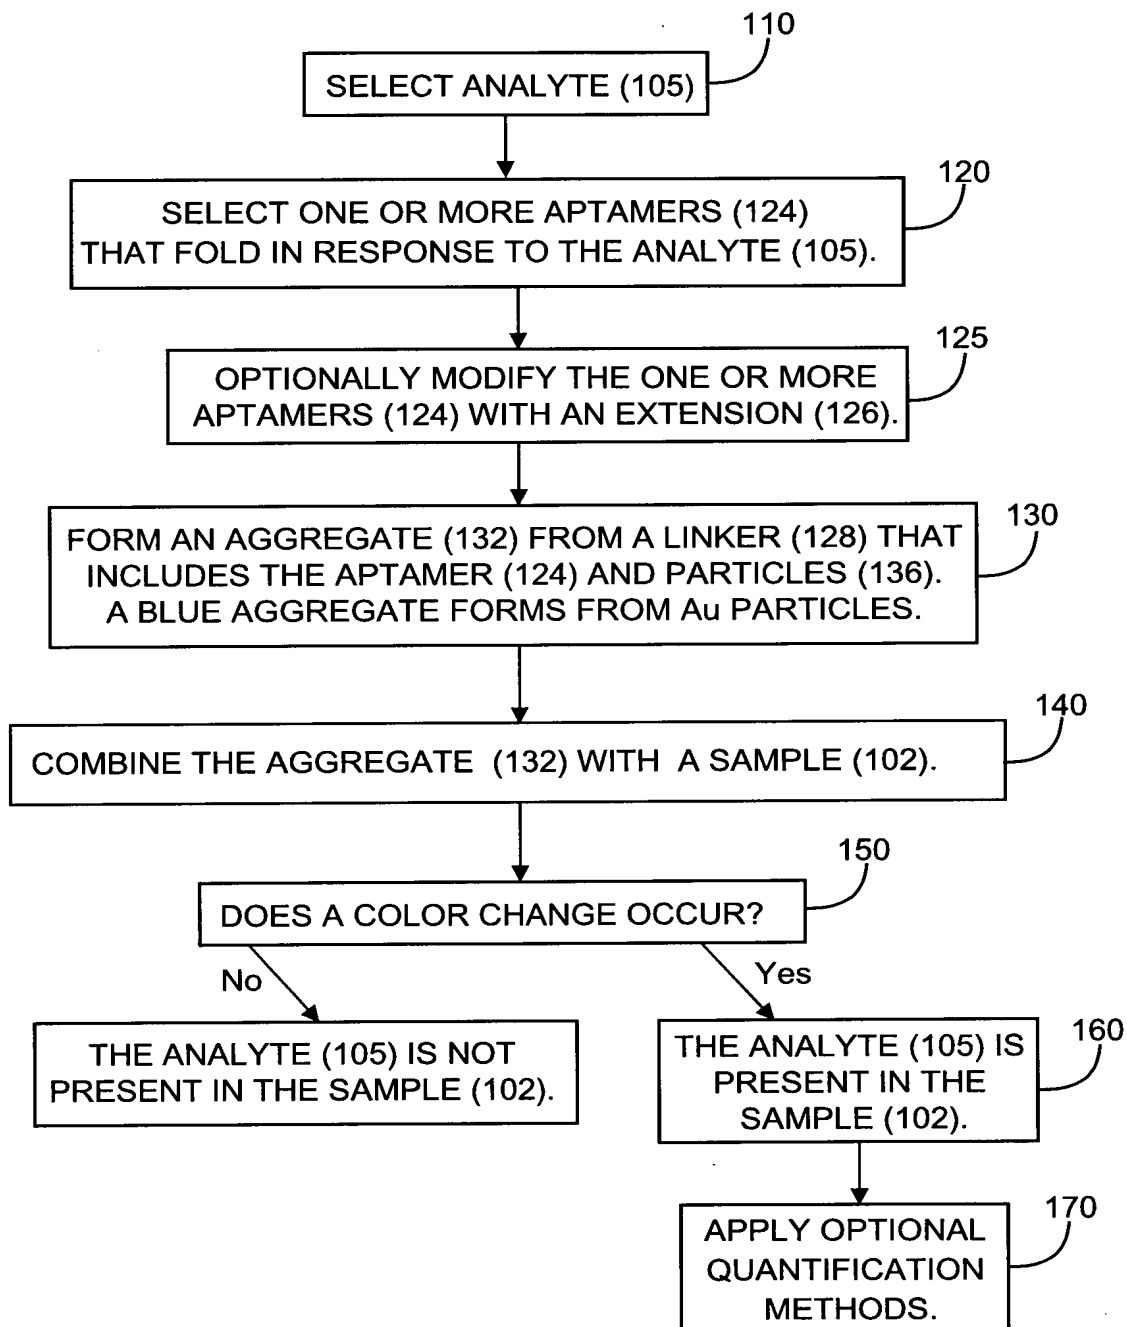 110
SELECT ANALYTE (105)
120
SELECT ONE OR MORE APTAMERS (124)
THAT FOLD IN RESPONSE TO THE ANALYTE (105).
125
OPTIONALLY MODIFY THE ONE OR MORE
APTAMERS (124) WITH AN EXTENSION (126).
130
FORM AN AGGREGATE (132) FROM A LINKER (128) THAT
INCLUDES THE APTAMER (124) AND PARTICLES (136).
A BLUE AGGREGATE FORMS FROM Au PARTICLES.
140
COMBINE THE AGGREGATE (132) WITH A SAMPLE (102).
150
DOES A COLOR CHANGE OCCUR?
No
Yes
THE ANALYTE (105) IS NOT
PRESENT IN THE SAMPLE (102).
160
THE ANALYTE (105) IS
PRESENT IN THE
SAMPLE (102).
170
APPLY OPTIONAL
QUANTIFICATION
METHODS.